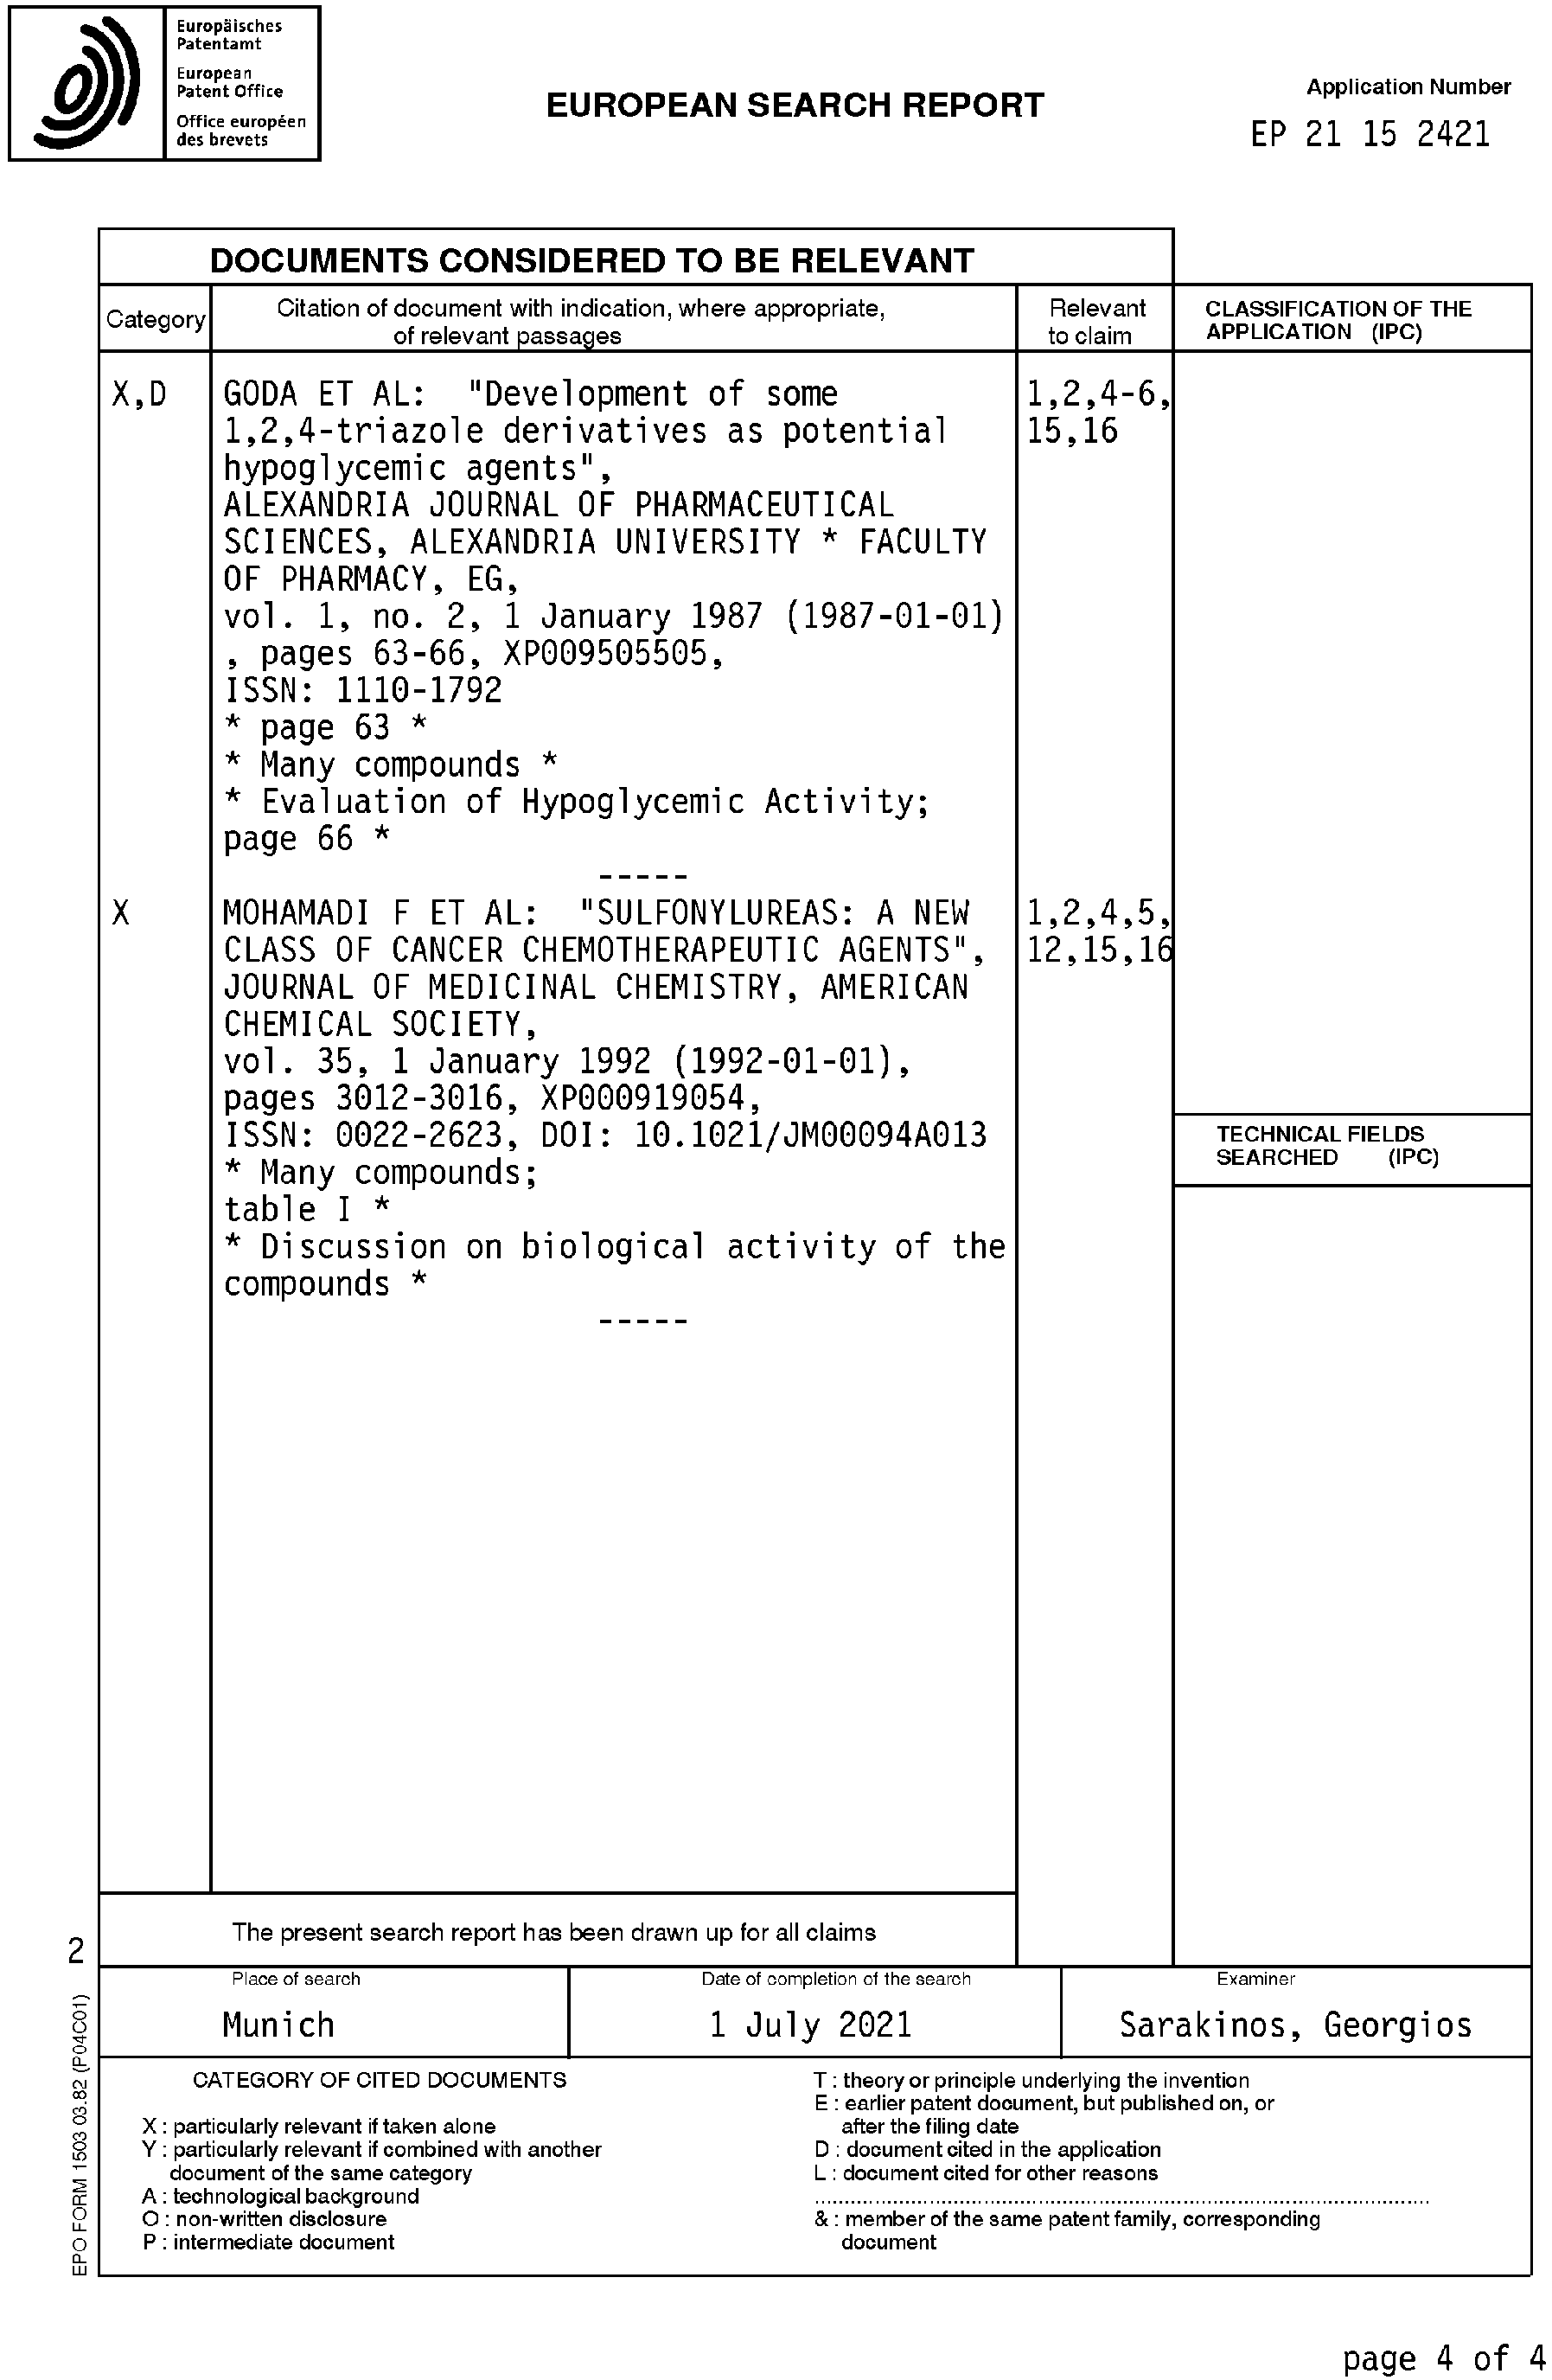 Europäisches
Patentamt
European
Patent Office
Office européen
des brevets
EUROPEAN SEARCH REPORT
Application Number
EP 21 15 2421
DOCUMENTS CONSIDERED TO BE RELEVANT
Category
Citation of document with indication, where appropriate,
of relevant passages
Relevant
to claim
CLASSIFICATION OF THE
APPLICATION (IPC)
X,D
GODA ET AL: "Development of some
1,2,4-triazole derivatives as potential
hypoglycemic agents",
ALEXANDRIA JOURNAL OF PHARMACEUTICAL
SCIENCES, ALEXANDRIA UNIVERSITY * FACULTY
OF PHARMACY, EG,
vol. 1, no. 2, 1 January 1987 (1987-01-01)
, pages 63-66, XP009505505,
ISSN: 1110-1792
* page 63 *
* Many compounds *
* Evaluation of Hypoglycemic Activity;
page 66 *
-----
1,2,4-6,
15,16
X
MOHAMADI F ET AL: "SULFONYLUREAS: A NEW
CLASS OF CANCER CHEMOTHERAPEUTIC AGENTS",
JOURNAL OF MEDICINAL CHEMISTRY, AMERICAN
CHEMICAL SOCIETY,
vol. 35, 1 January 1992 (1992-01-01),
pages 3012-3016, XP000919054,
ISSN: 0022-2623, DOI: 10.1021/JM00094A013
* Many compounds;
table I *
* Discussion on biological activity of the
compounds *
-----
1,2,4,5,
12,15,16
TECHNICAL FIELDS
SEARCHED (IPC)
The present search report has been drawn up for all claims
2
Place of search
Munich
Date of completion of the search
1 July 2021
Examiner
Sarakinos, Georgios
CATEGORY OF CITED DOCUMENTS
X : particularly relevant if taken alone
Y : particularly relevant if combined with another
document of the same category
A : technological background
O : non-written disclosure
P : intermediate document
T : theory or principle underlying the invention
E : earlier patent document, but published on, or
after the filing date
D : document cited in the application
L : document cited for other reasons
& : member of the same patent family, corresponding
document
EPO FORM 1503 03.82 (P04C01)
page 4 of 4